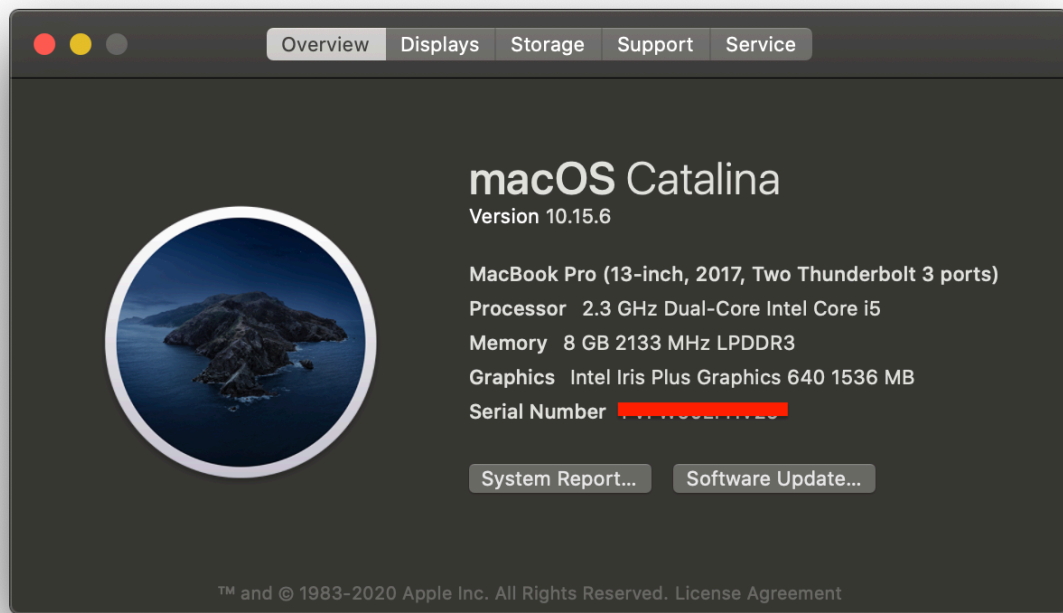 Overview Displays Storage Support Service
macOS Catalina
Version 10.15.6
MacBook Pro (13-inch, 2017, Two Thunderbolt 3 ports)
Processor 2.3 GHz Dual-Core Intel Core i5
Memory 8 GB 2133 MHz LPDDR3
Graphics Intel Iris Plus Graphics 640 1536 MB
Serial Number
System Report... Software Update...
™ and © 1983-2020 Apple Inc. All Rights Reserved. License Agreement